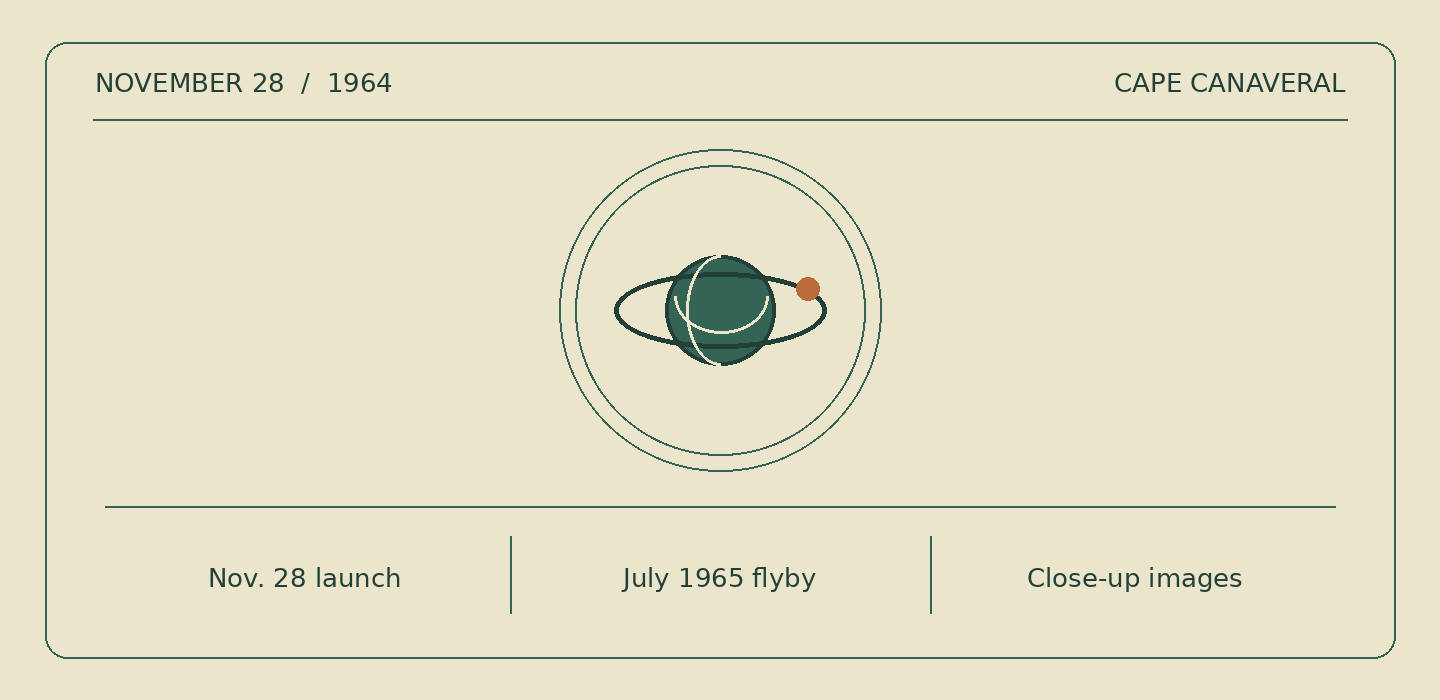 NOVEMBER 28 / 1964
CAPE CANAVERAL
Nov. 28 launch
July 1965 flyby
Close-up images